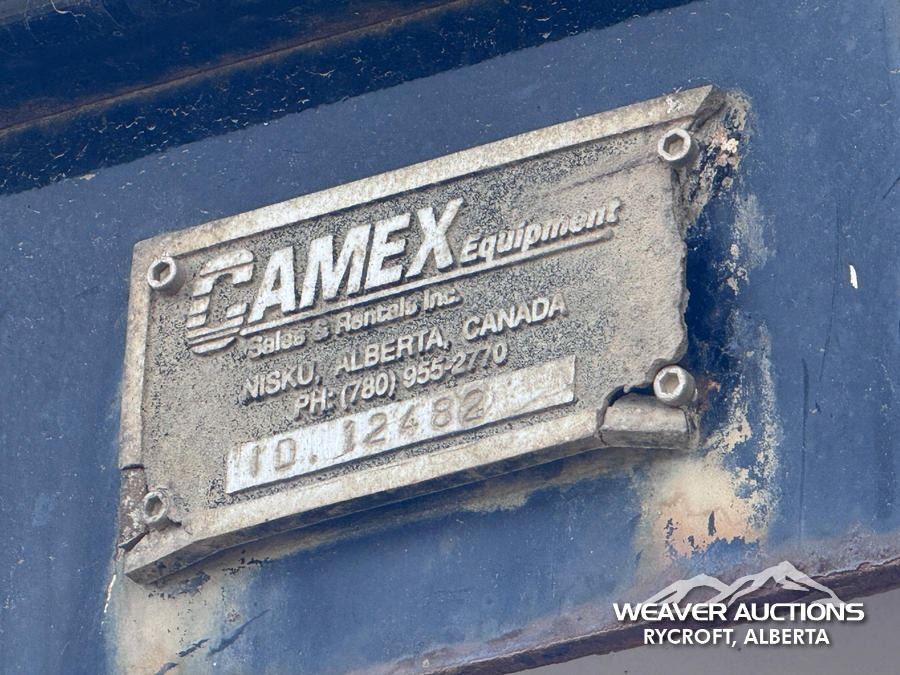 CAMEX Equipment
Sales & Rentals Inc.
NISKU, ALBERTA, CANADA
PH: (780) 955-2770
ID. 12482
WEAVER AUCTIONS
RYCROFT, ALBERTA